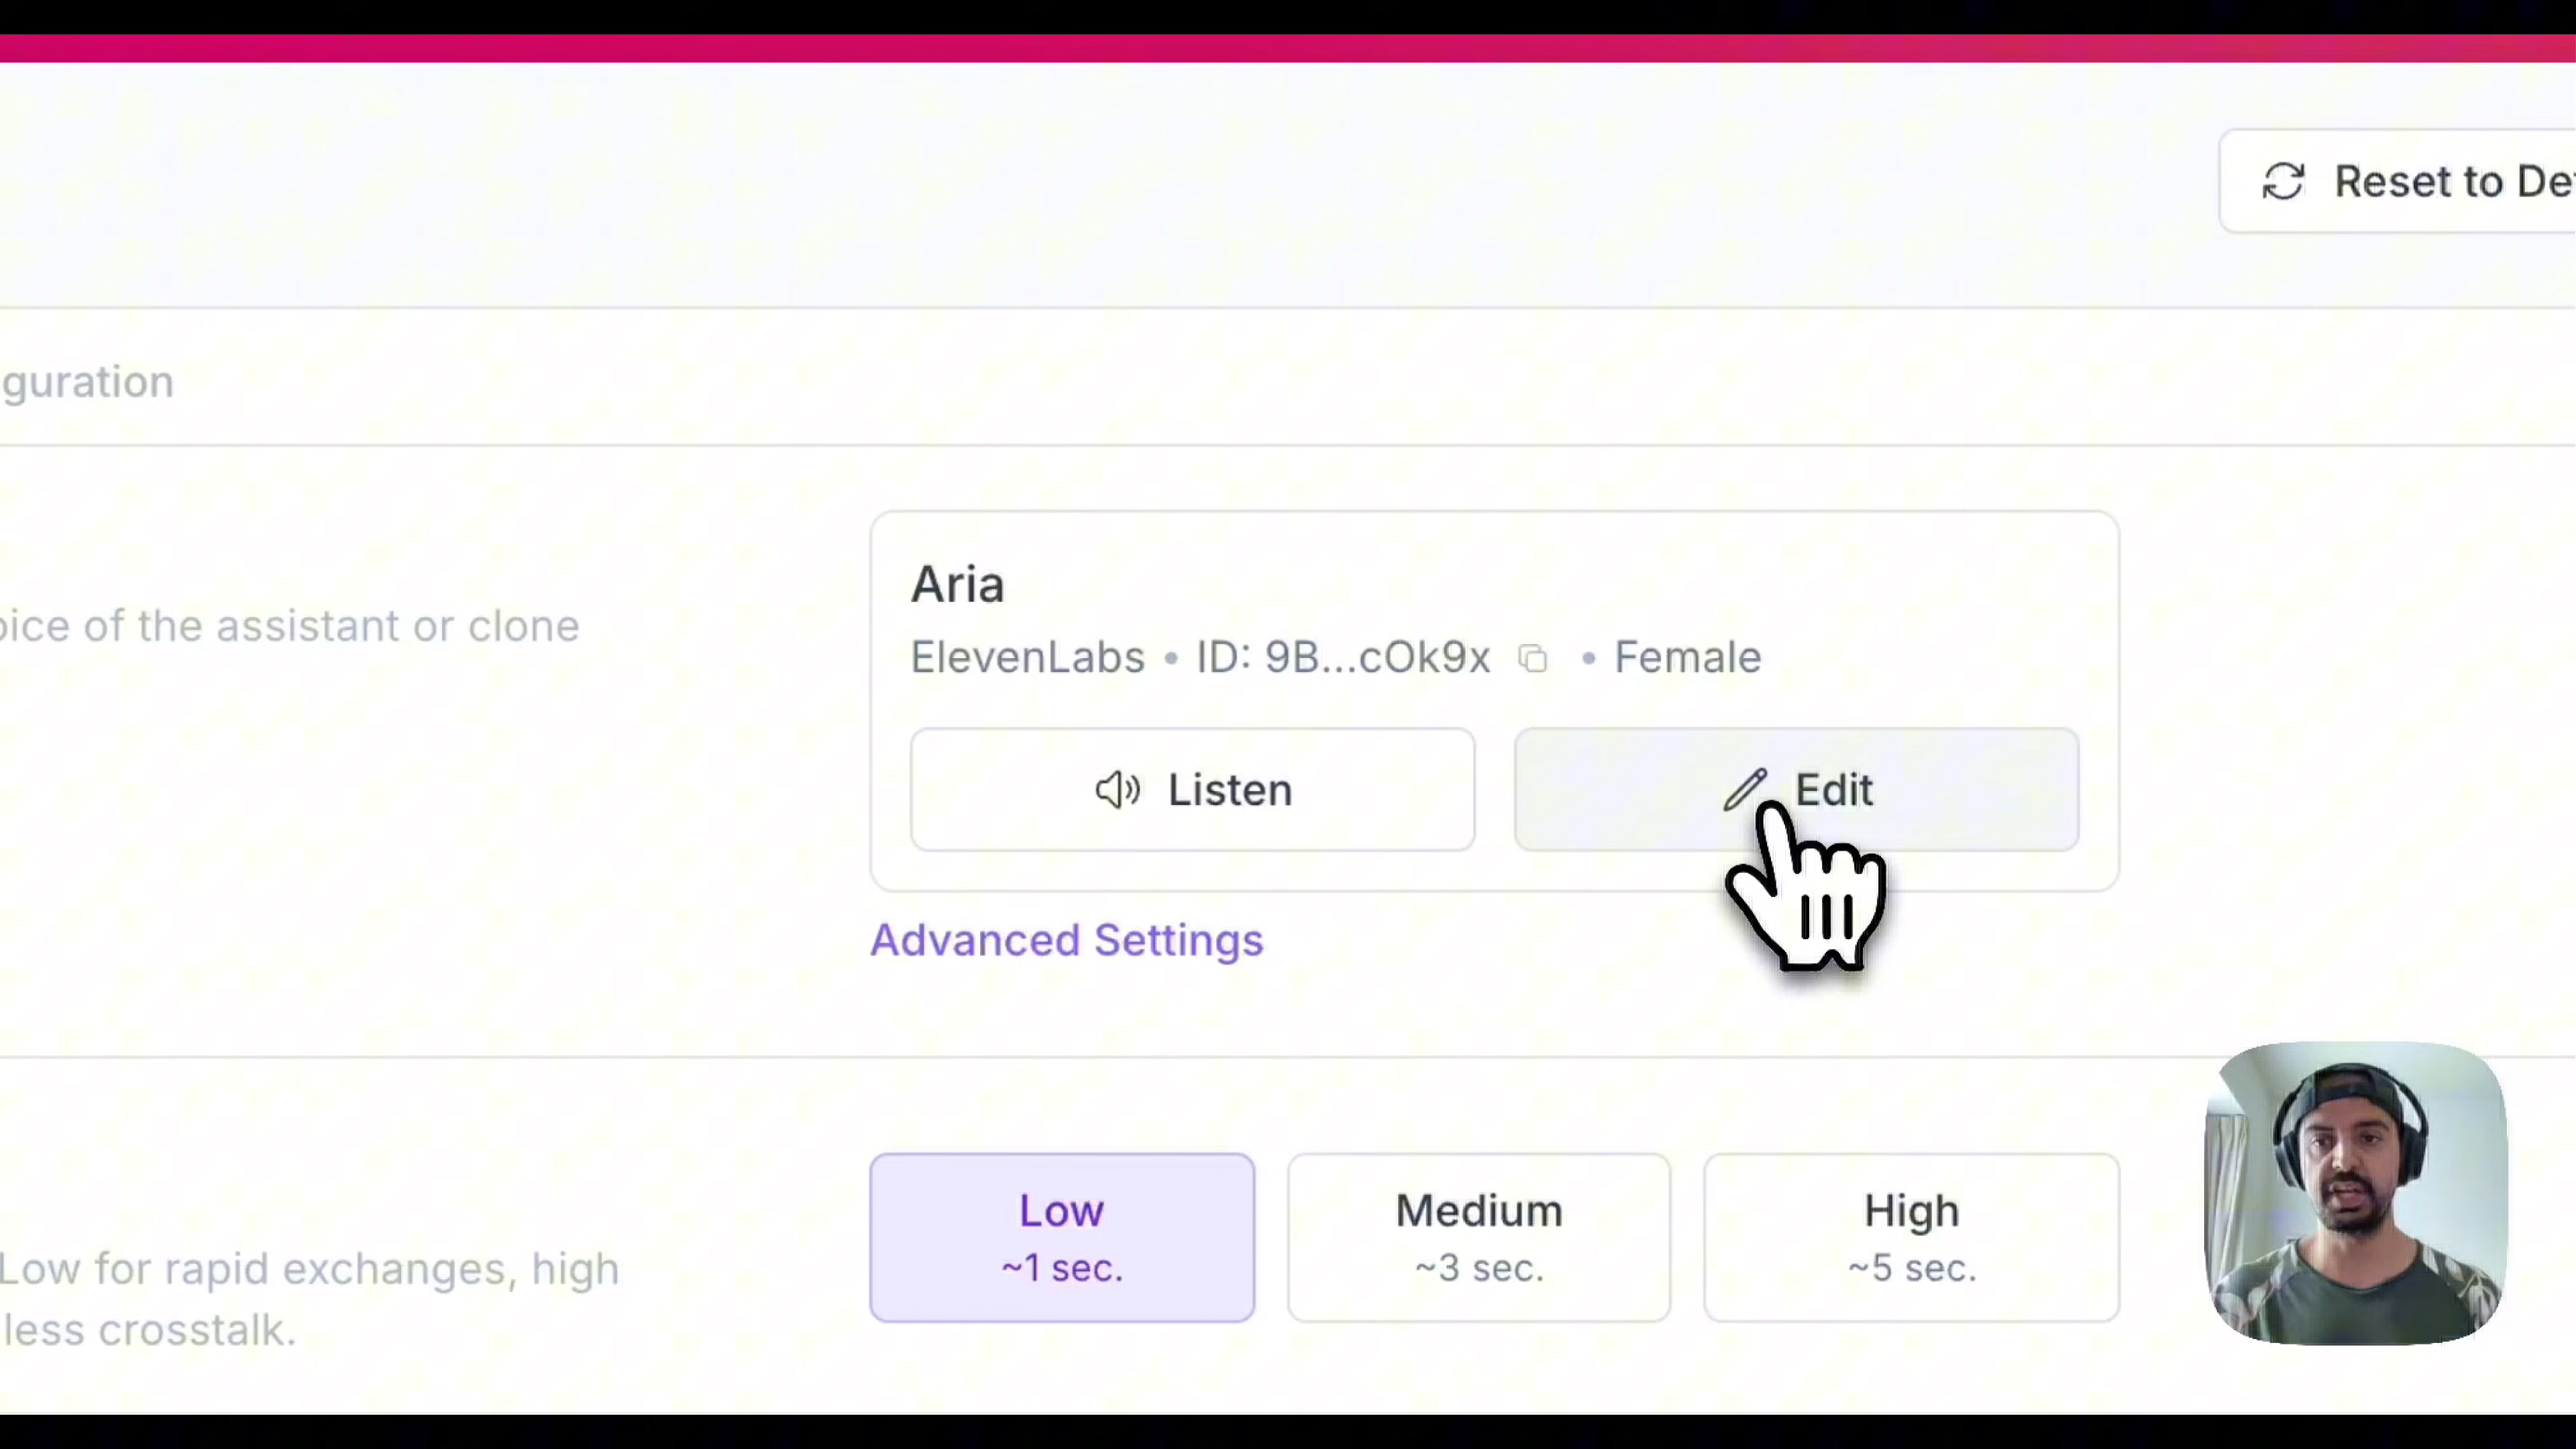 Reset to De
guration
Aria
oice of the assistant or clone
ElevenLabs • ID: 9B...cOk9x • Female
Listen
Edit
Advanced Settings
Low
~1 sec.
Medium
~3 sec.
High
~5 sec.
Low for rapid exchanges, high
less crosstalk.